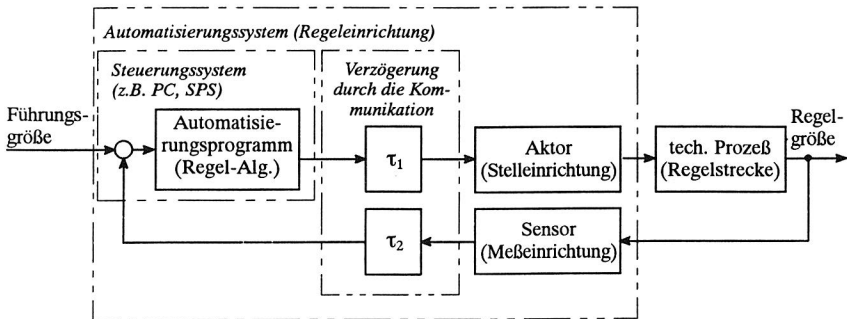 Automatisierungssystem (Regeleinrichtung)
Steuerungssystem
(z.B. PC, SPS)
Verzögerung
durch die Kom-
munikation
Führungs-
größe
Automatisie-
rungsprogramm
(Regel-Alg.)
τ1
Aktor
(Stelleinrichtung)
tech. Prozeß
(Regelstrecke)
Regel-
größe
τ2
Sensor
(Meßeinrichtung)